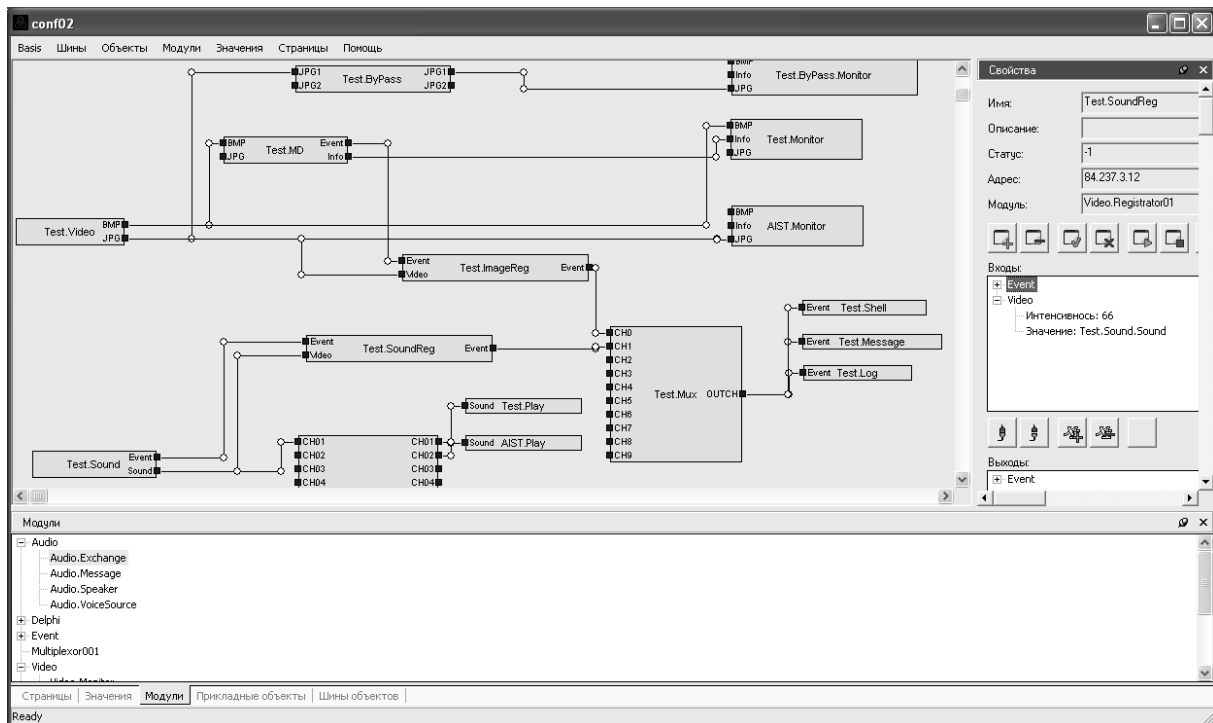 conf02
Basis Шины Объекты Модули Значения Страницы Помощь
JPG1 Test.ByPass JPG1
JPG2 JPG2
BMP
Info Test.ByPass.Monitor
JPG
BMP Event
JPG Test.MD Info
BMP
Info Test.Monitor
JPG
Test.Video BMP
JPG
BMP
Info AIST.Monitor
JPG
Event Test.ImageReg Event
Video
Event Test.SoundReg Event
Video
Event Test.Shell
Event Test.Message
Event Test.Log
CH0
CH1
CH2
CH3
CH4
CH5
CH6
CH7
CH8
CH9
Test.Mux OUTCH
Sound Test.Play
Sound AIST.Play
Test.Sound Event
Sound
CH01 CH01
CH02 CH02
CH03 CH03
CH04 CH04
Свойства
Имя: Test.SoundReg
Описание:
Статус: -1
Адрес: 84.237.3.12
Модуль: Video.Registrator01
Входы:
Event
Video
Интенсивнось: 66
Значение: Test.Sound.Sound
Выходы:
Event
Модули
Audio
Audio.Exchange
Audio.Message
Audio.Speaker
Audio.VoiceSource
Delphi
Event
Multiplexor001
Video
Video.Monitor
Страницы Значения Модули Прикладные объекты Шины объектов
Ready